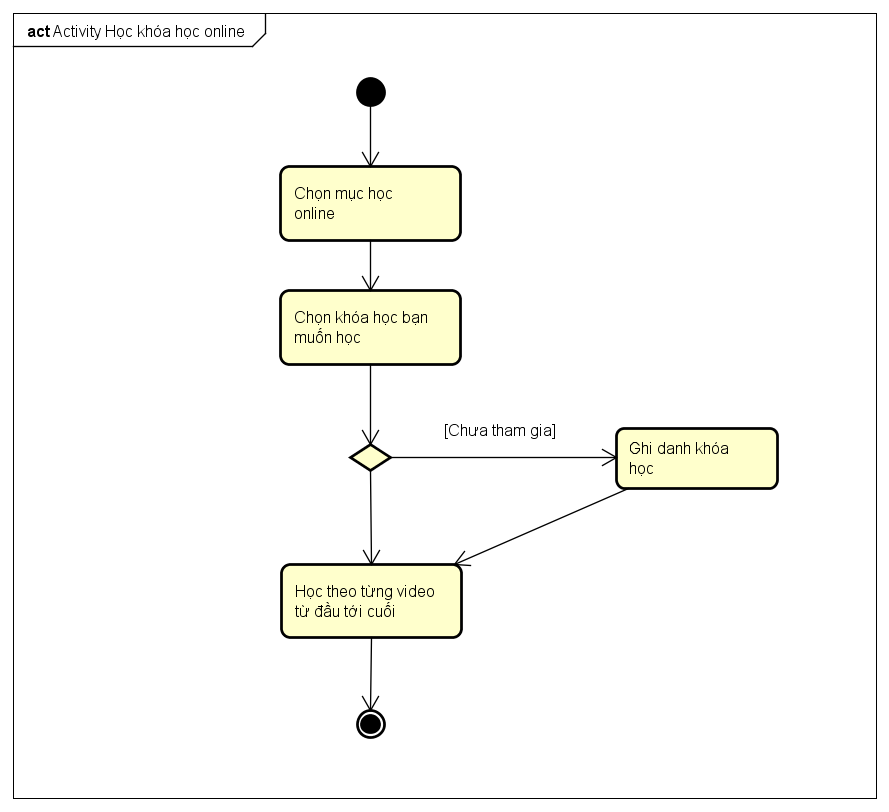 act Activity Học khóa học online
Chọn mục học
online
Chọn khóa học bạn
muốn học
[Chưa tham gia]
Ghi danh khóa
học
Học theo từng video
từ đầu tới cuối